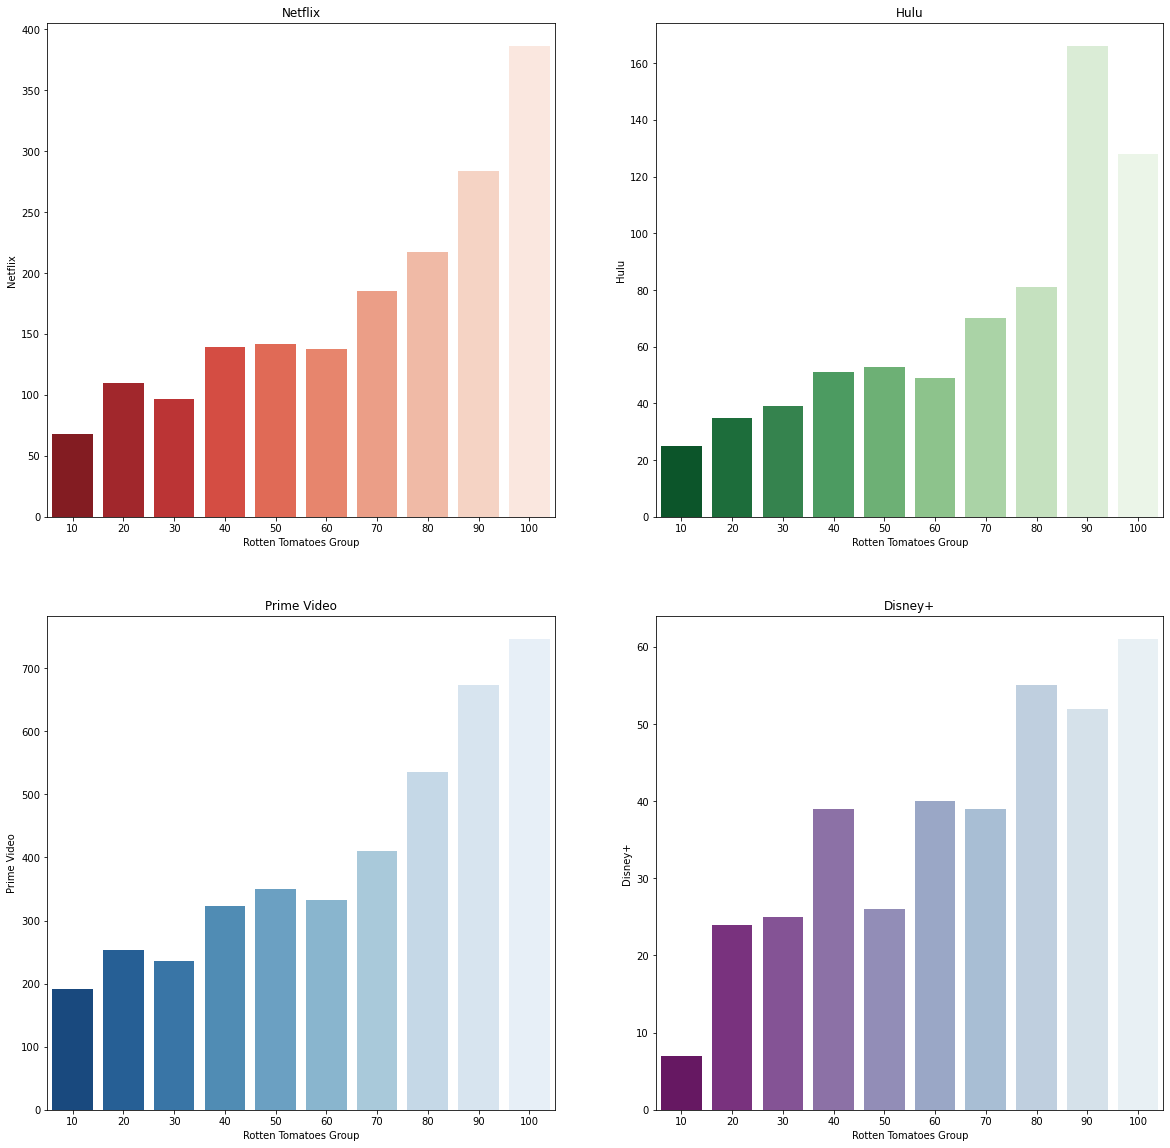 Netflix
400
350
300
250
200
150
100
50
0
Netflix
10 20 30 40 50 60 70 80 90 100
Rotten Tomatoes Group
Hulu
160
140
120
100
80
60
40
20
0
Hulu
10 20 30 40 50 60 70 80 90 100
Rotten Tomatoes Group
Prime Video
700
600
500
400
300
200
100
0
Prime Video
10 20 30 40 50 60 70 80 90 100
Rotten Tomatoes Group
Disney+
60
50
40
30
20
10
0
Disney+
10 20 30 40 50 60 70 80 90 100
Rotten Tomatoes Group